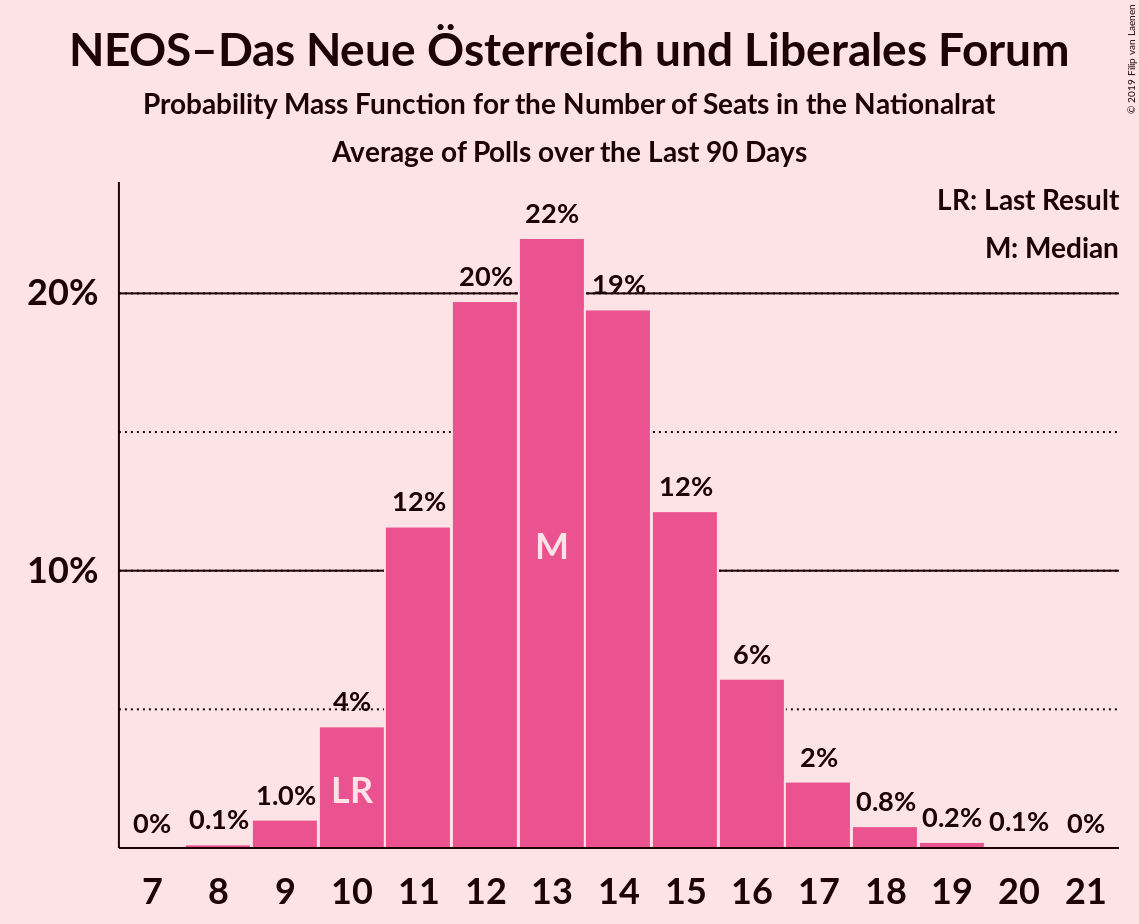 NEOS–Das Neue Österreich und Liberales Forum
Probability Mass Function for the Number of Seats in the Nationalrat
Average of Polls over the Last 90 Days
© 2019 Filip van Laenen
LR: Last Result
M: Median
20%
10%
0%
0.1%
1.0%
4%
12%
20%
22%
19%
12%
6%
2%
0.8%
0.2%
0.1%
0%
LR
M
7 8 9 10 11 12 13 14 15 16 17 18 19 20 21